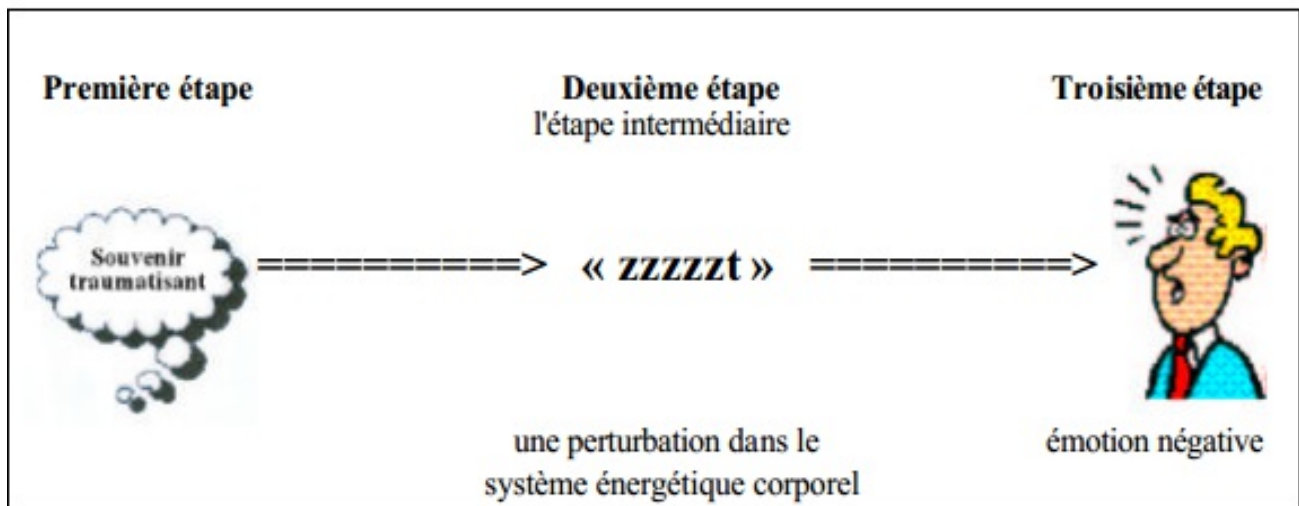 Première étape
Deuxième étape
l'étape intermédiaire
Troisième étape
Souvenir
traumatisant
==========>
« zzzzzt »
==========>
une perturbation dans le
système énergétique corporel
émotion négative